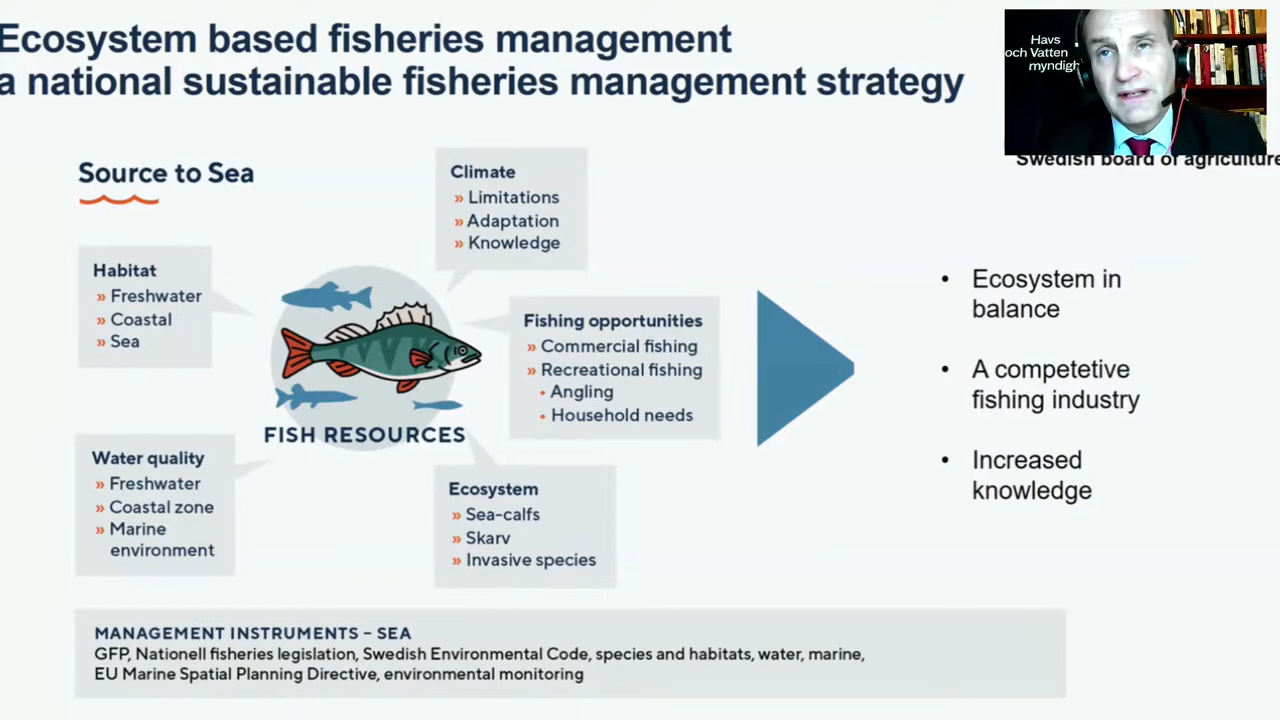 Ecosystem based fisheries management
a national sustainable fisheries management strategy
Havs
och Vatten
myndigh
Swedish board of agriculture
Source to Sea
Climate
» Limitations
» Adaptation
» Knowledge
Habitat
» Freshwater
» Coastal
» Sea
Fishing opportunities
» Commercial fishing
» Recreational fishing
• Angling
• Household needs
FISH RESOURCES
Water quality
» Freshwater
» Coastal zone
» Marine
environment
Ecosystem
» Sea-calfs
» Skarv
» Invasive species
• Ecosystem in
balance
• A competetive
fishing industry
• Increased
knowledge
MANAGEMENT INSTRUMENTS – SEA
GFP, Nationell fisheries legislation, Swedish Environmental Code, species and habitats, water, marine,
EU Marine Spatial Planning Directive, environmental monitoring